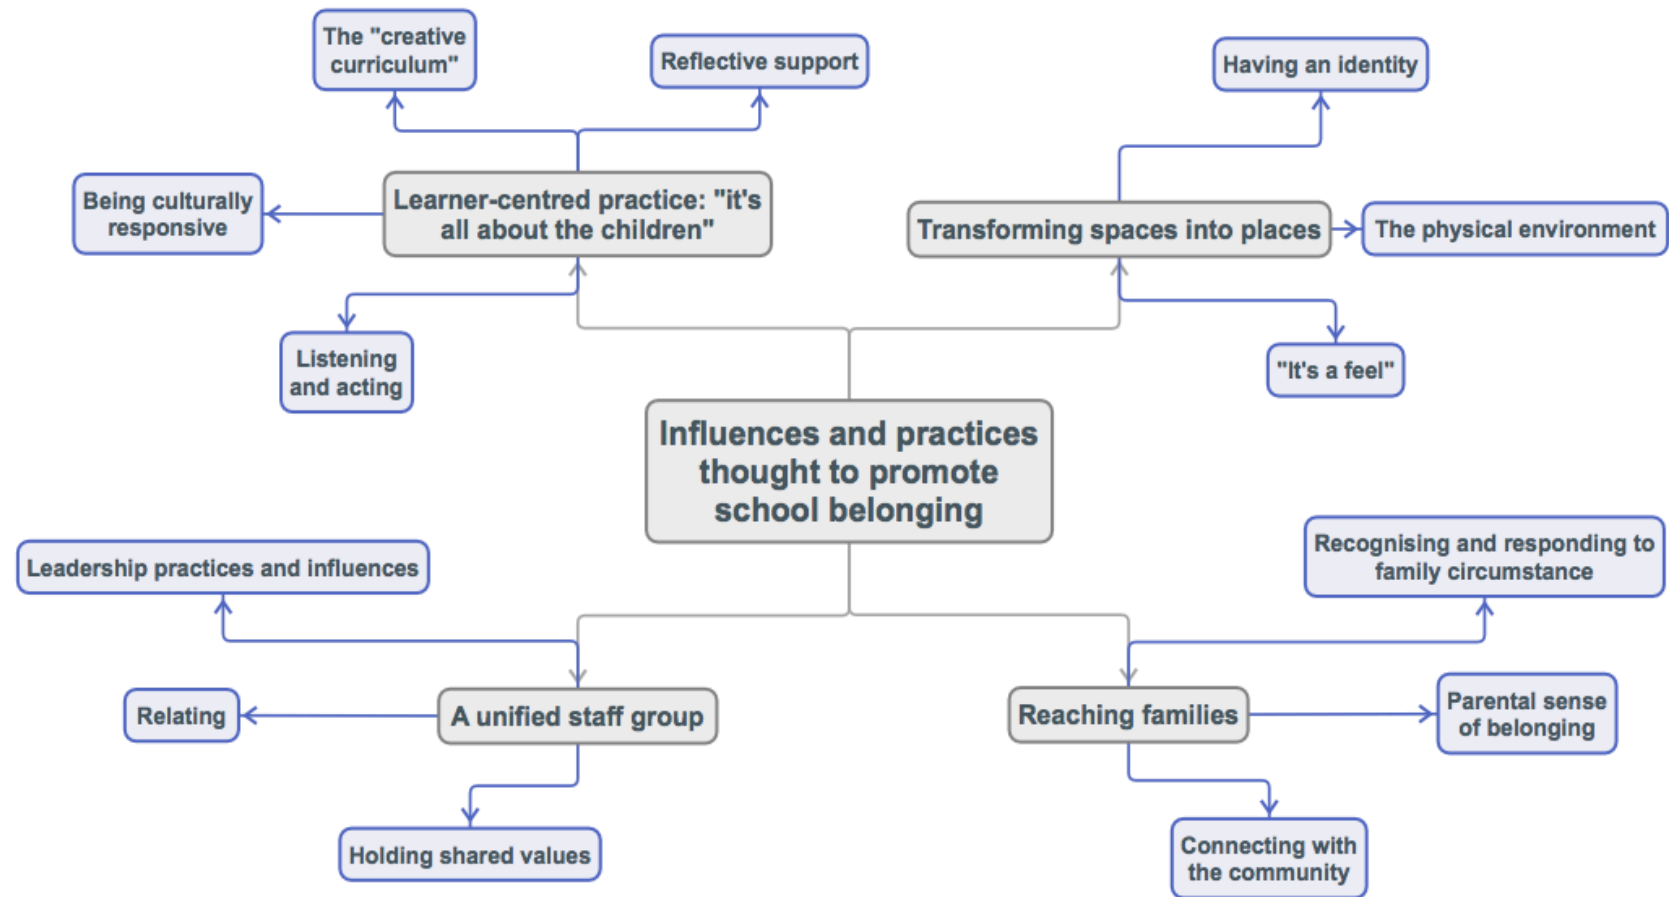 The "creative
curriculum"
Reflective support
Having an identity
Being culturally
responsive
Learner-centred practice: "it's
all about the children"
Transforming spaces into places
The physical environment
Listening
and acting
"It's a feel"
Influences and practices
thought to promote
school belonging
Leadership practices and influences
Recognising and responding to
family circumstance
Relating
A unified staff group
Reaching families
Parental sense
of belonging
Holding shared values
Connecting with
the community